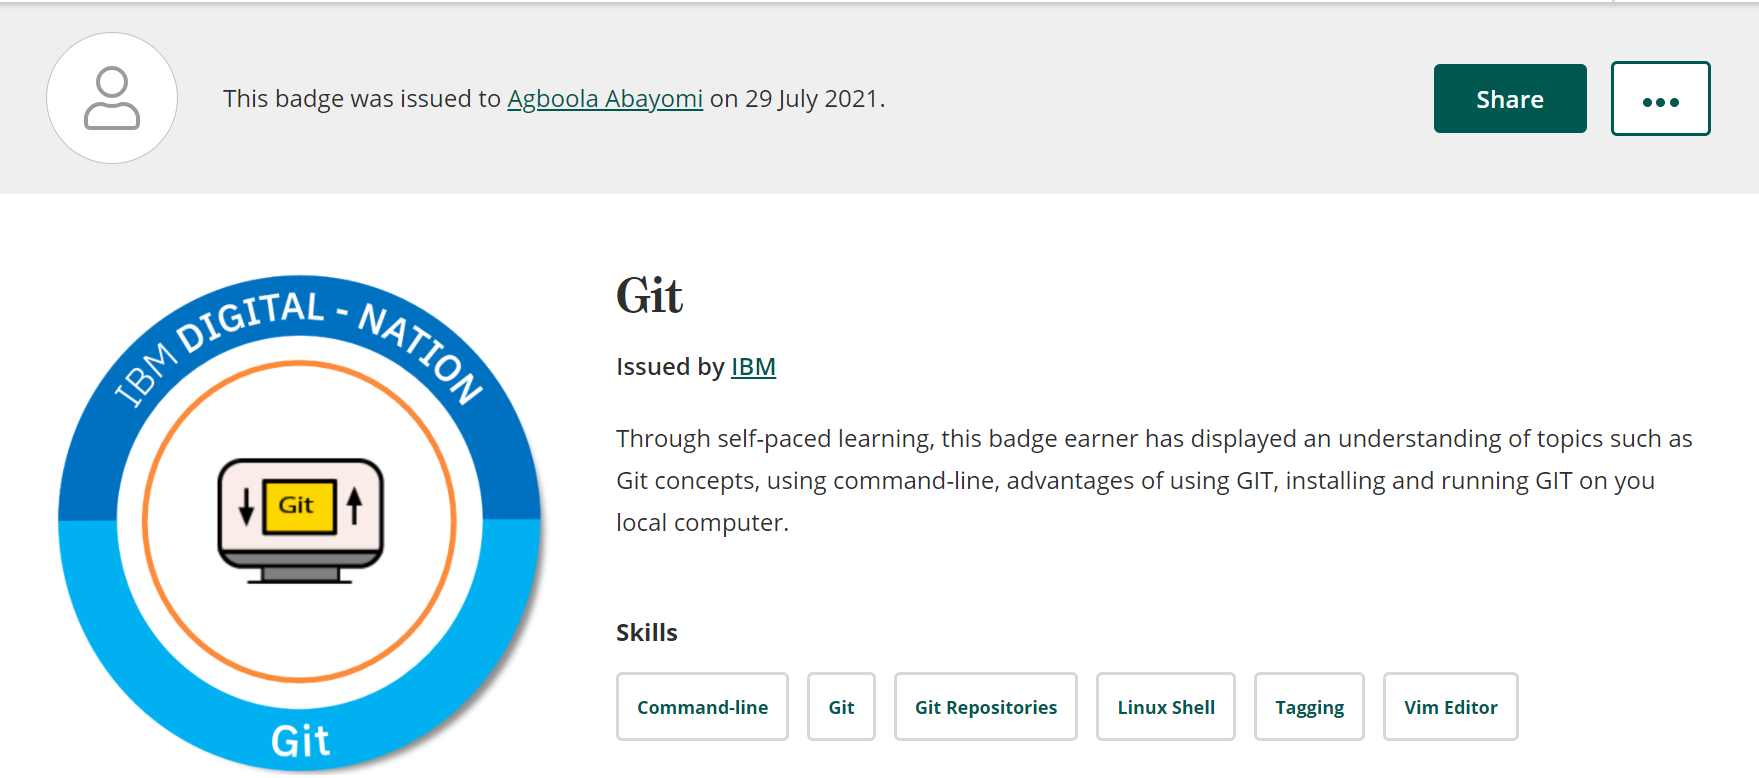 This badge was issued to Agboola Abayomi on 29 July 2021.
Share
IBM DIGITAL - NATION
Git
Git
Git
Issued by IBM
Through self-paced learning, this badge earner has displayed an understanding of topics such as
Git concepts, using command-line, advantages of using GIT, installing and running GIT on you
local computer.
Skills
Command-line Git Git Repositories Linux Shell Tagging Vim Editor